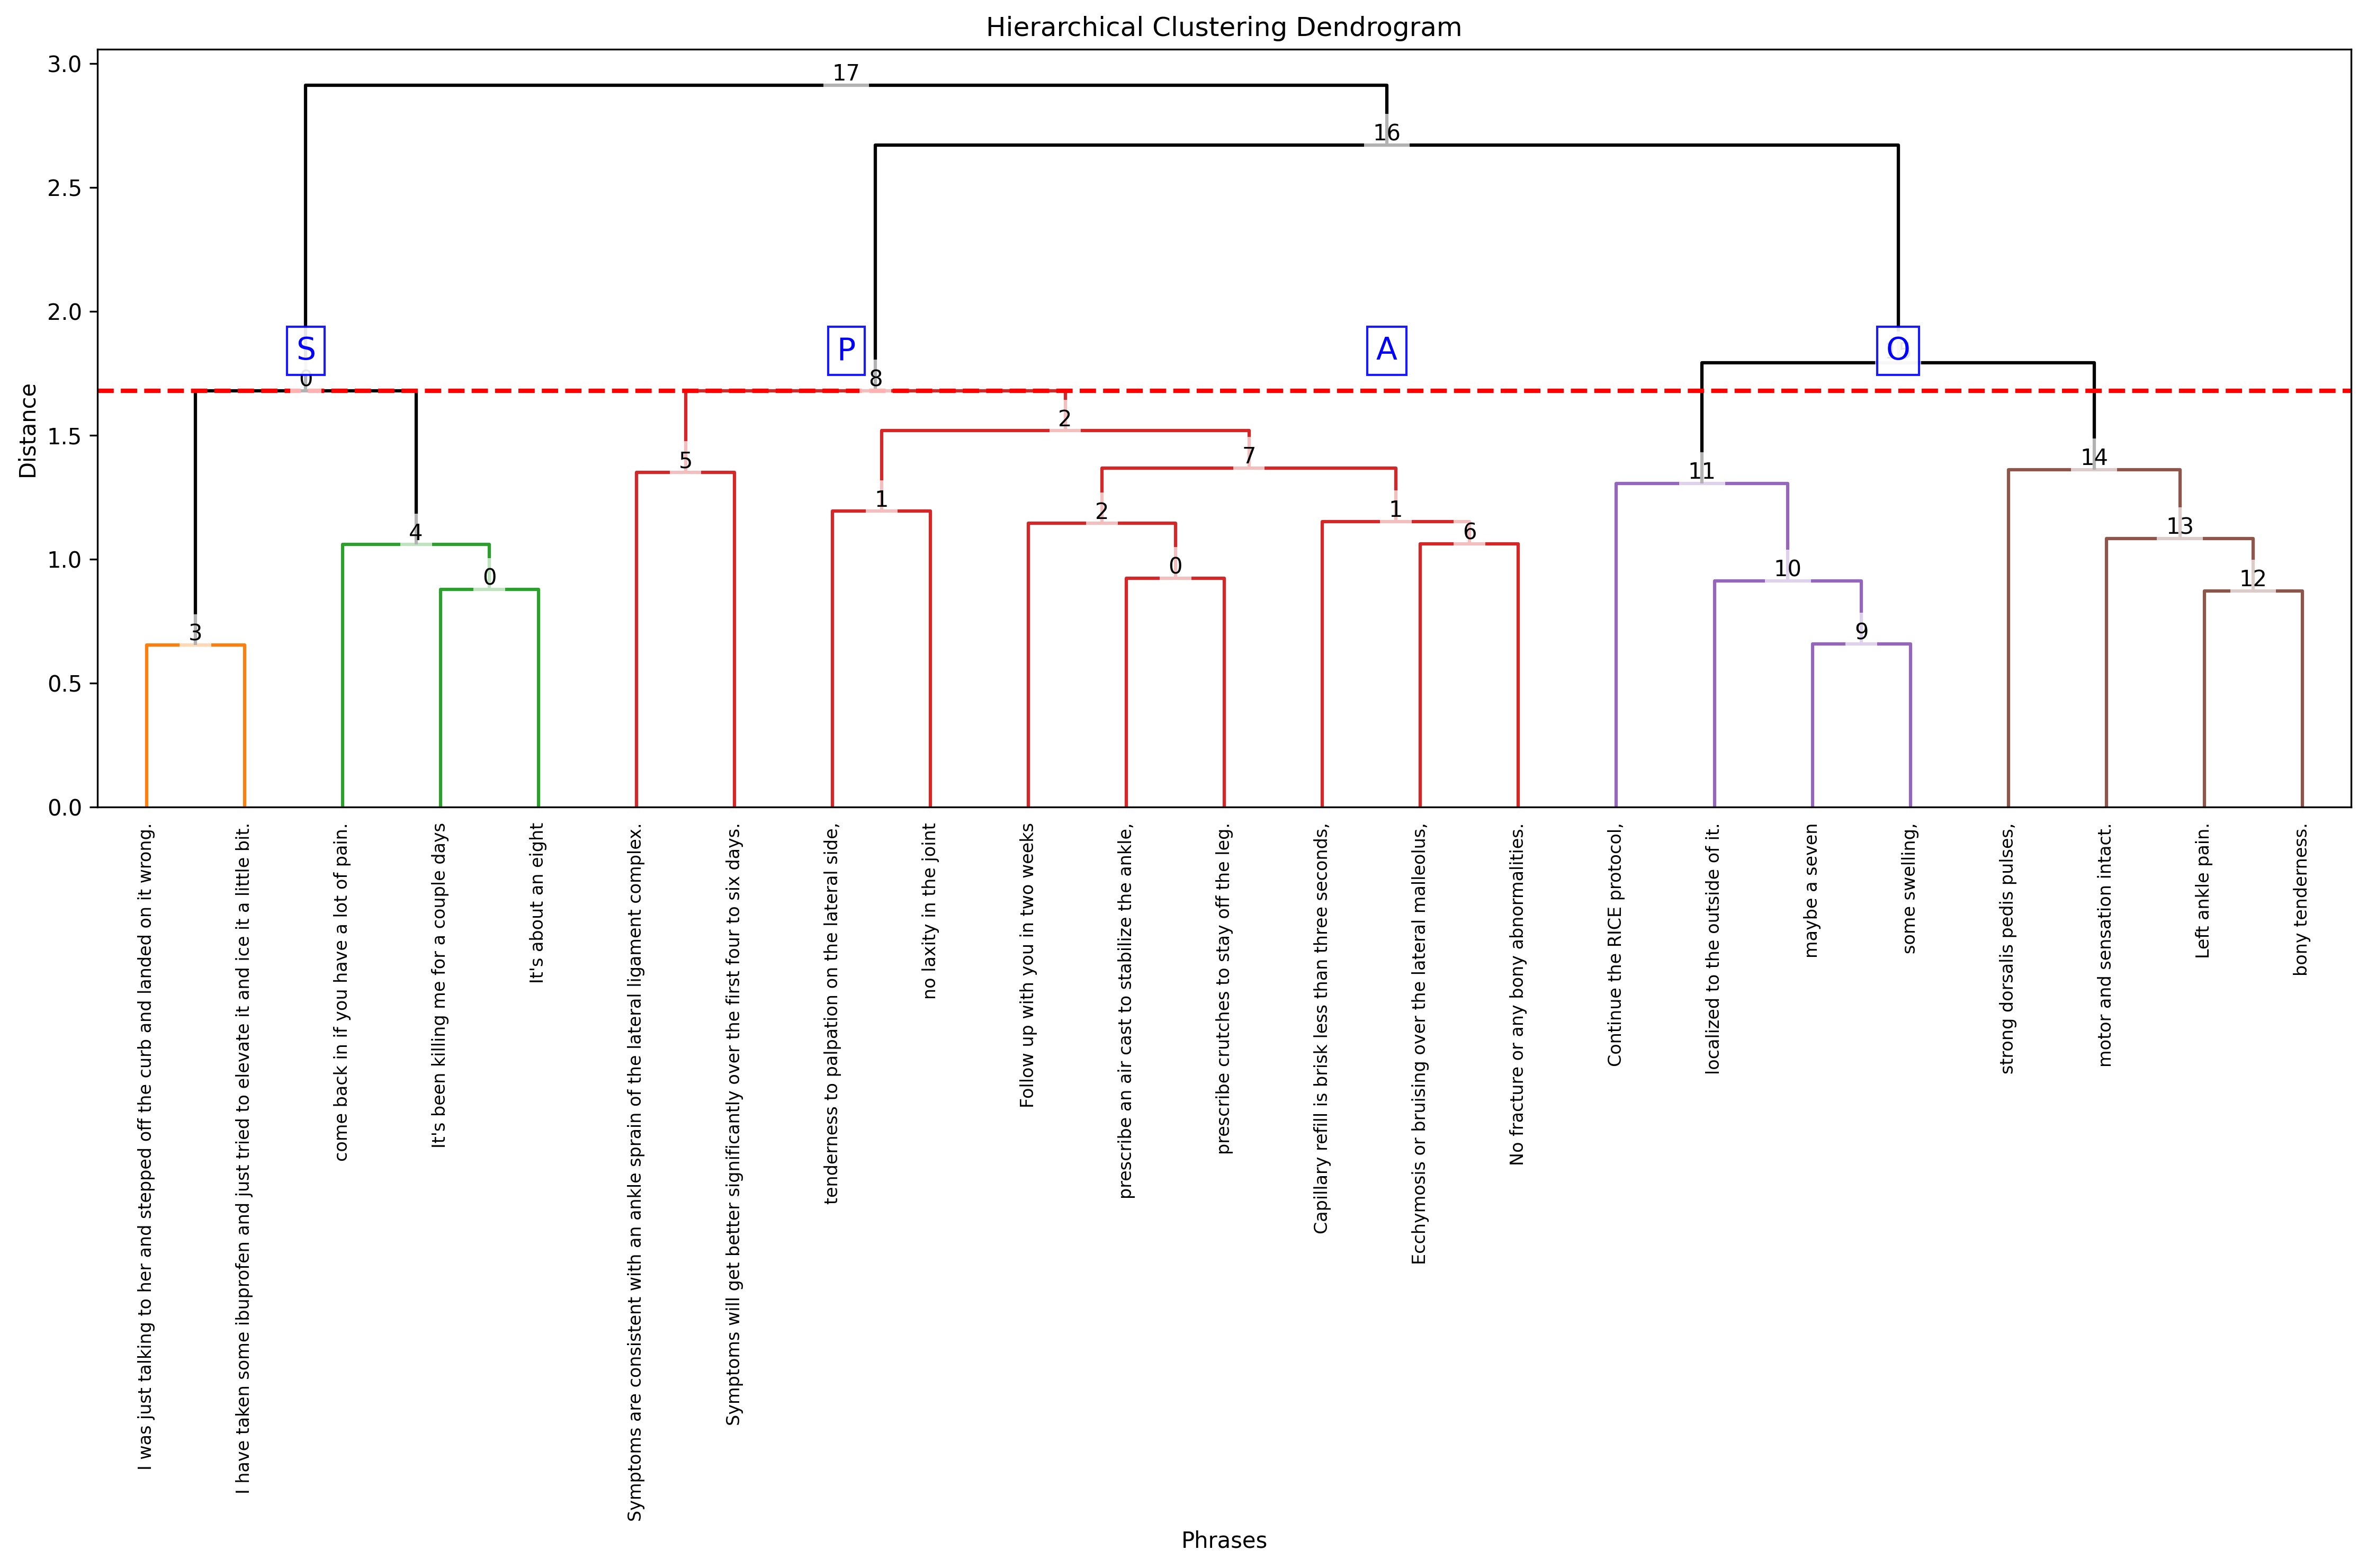 Hierarchical Clustering Dendrogram
3.0
2.5
2.0
1.5
1.0
0.5
0.0
Distance
17
16
S
P
A
O
0
8
2
5
7
11
14
1
2
1
6
4
13
0
0
10
12
3
9
I was just talking to her and stepped off the curb and landed on it wrong.
I have taken some ibuprofen and just tried to elevate it and ice it a little bit.
come back in if you have a lot of pain.
It's been killing me for a couple days
It's about an eight
Symptoms are consistent with an ankle sprain of the lateral ligament complex.
Symptoms will get better significantly over the first four to six days.
tenderness to palpation on the lateral side,
no laxity in the joint
Follow up with you in two weeks
prescribe an air cast to stabilize the ankle,
prescribe crutches to stay off the leg.
Capillary refill is brisk less than three seconds,
Ecchymosis or bruising over the lateral malleolus,
No fracture or any bony abnormalities.
Continue the RICE protocol,
localized to the outside of it.
maybe a seven
some swelling,
strong dorsalis pedis pulses,
motor and sensation intact.
Left ankle pain.
bony tenderness.
Phrases